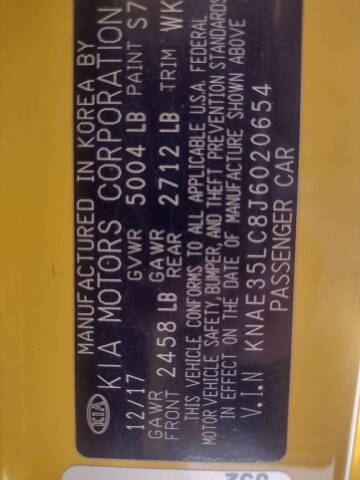 MANUFACTURED IN KOREA BY
KIA KIA MOTORS CORPORATION
12/17 GVWR 5004 LB PAINT S7
GAWR FRONT 2458 LB GAWR REAR 2712 LB TRIM WK
THIS VEHICLE CONFORMS TO ALL APPLICABLE U.S.A. FEDERAL
MOTOR VEHICLE SAFETY, BUMPER, AND THEFT PREVENTION STANDARDS
IN EFFECT ON THE DATE OF MANUFACTURE SHOWN ABOVE
V.I.N KNAE35LC8J6020654
PASSENGER CAR